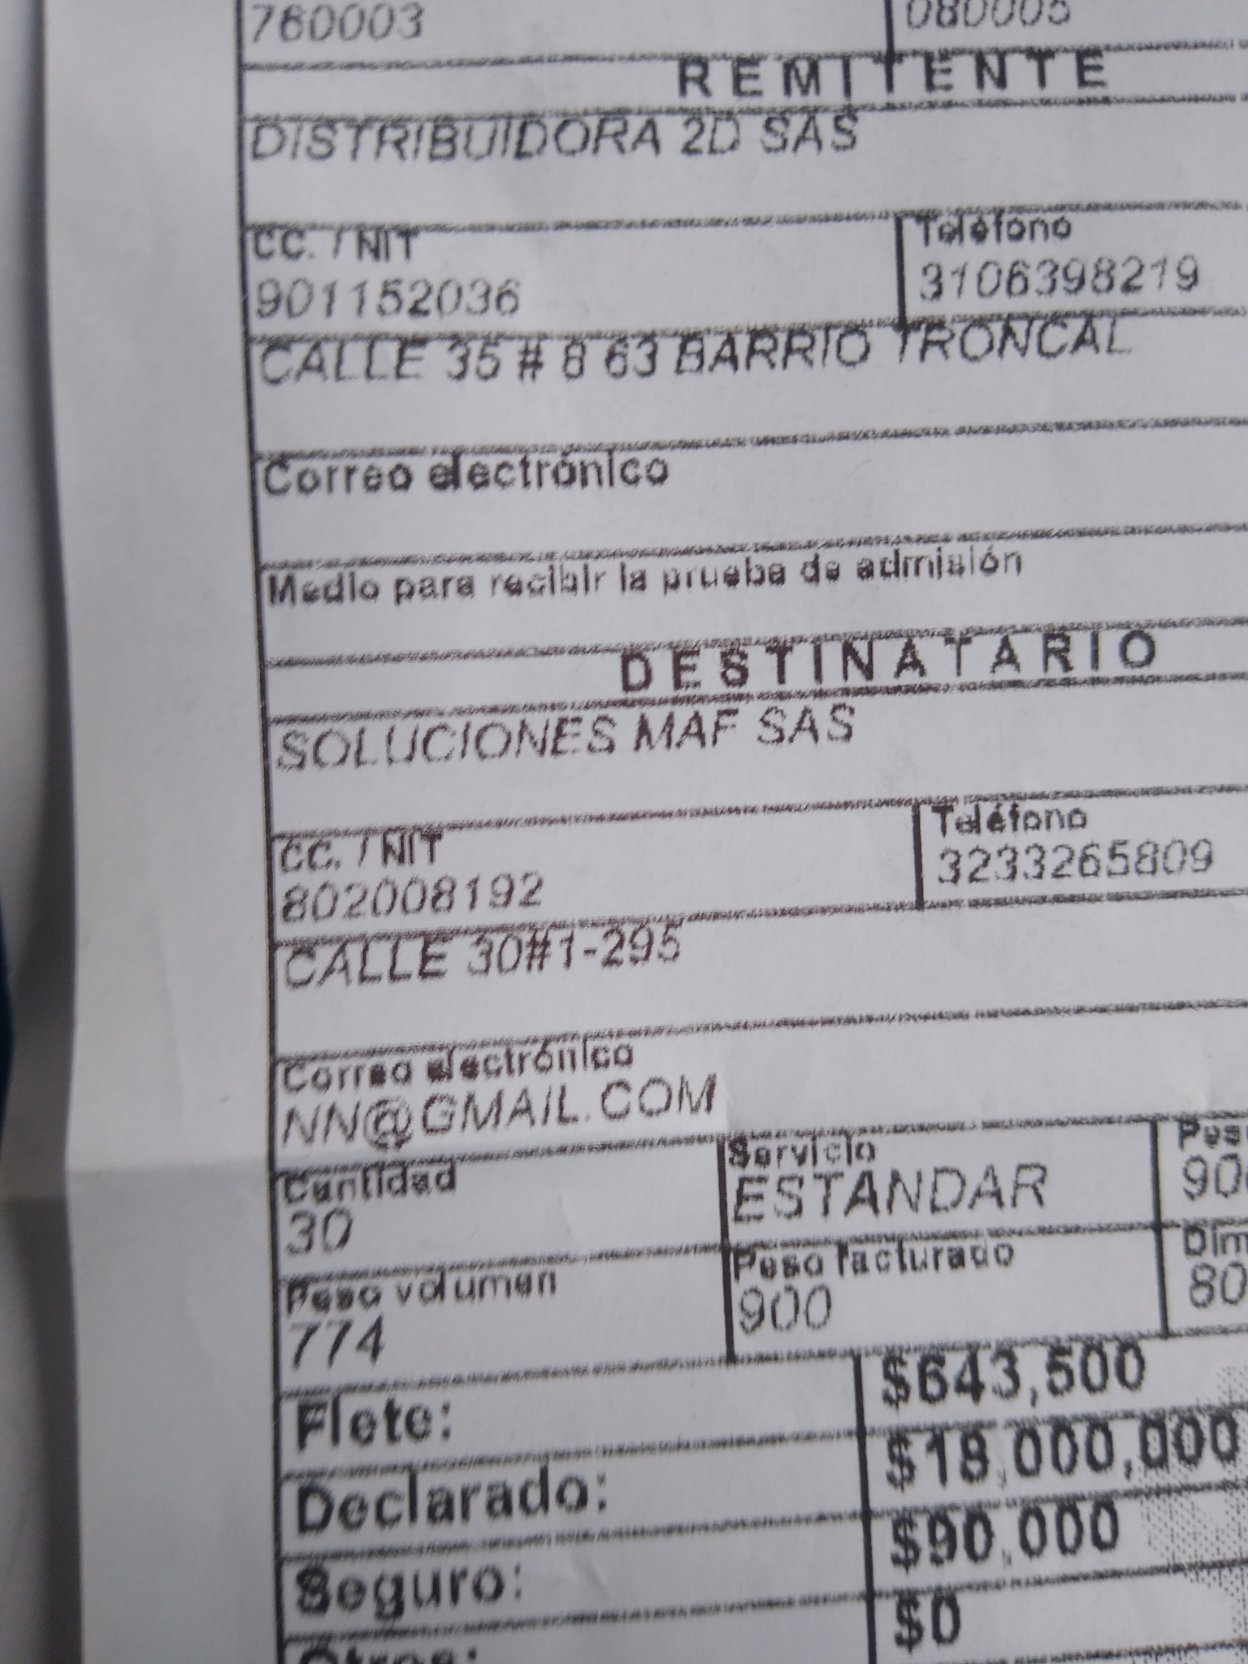 760003 080005
REMITENTE
DISTRIBUIDORA 2D SAS
CC. / NIT Teléfono
901152036 3106398219
CALLE 35 # 8 63 BARRIO TRONCAL
Correo electrónico
Medio para recibir la prueba de admisión
DESTINATARIO
SOLUCIONES MAF SAS
CC. / NIT Teléfono
802008192 3233265809
CALLE 30#1-295
Correo electrónico
NN@GMAIL.COM
Cantidad Servicio
30 ESTANDAR
Peso volumen Peso facturado
774 900
Flete: $643,500
Declarado: $18,000,000
Seguro: $90,000
Otros: $0